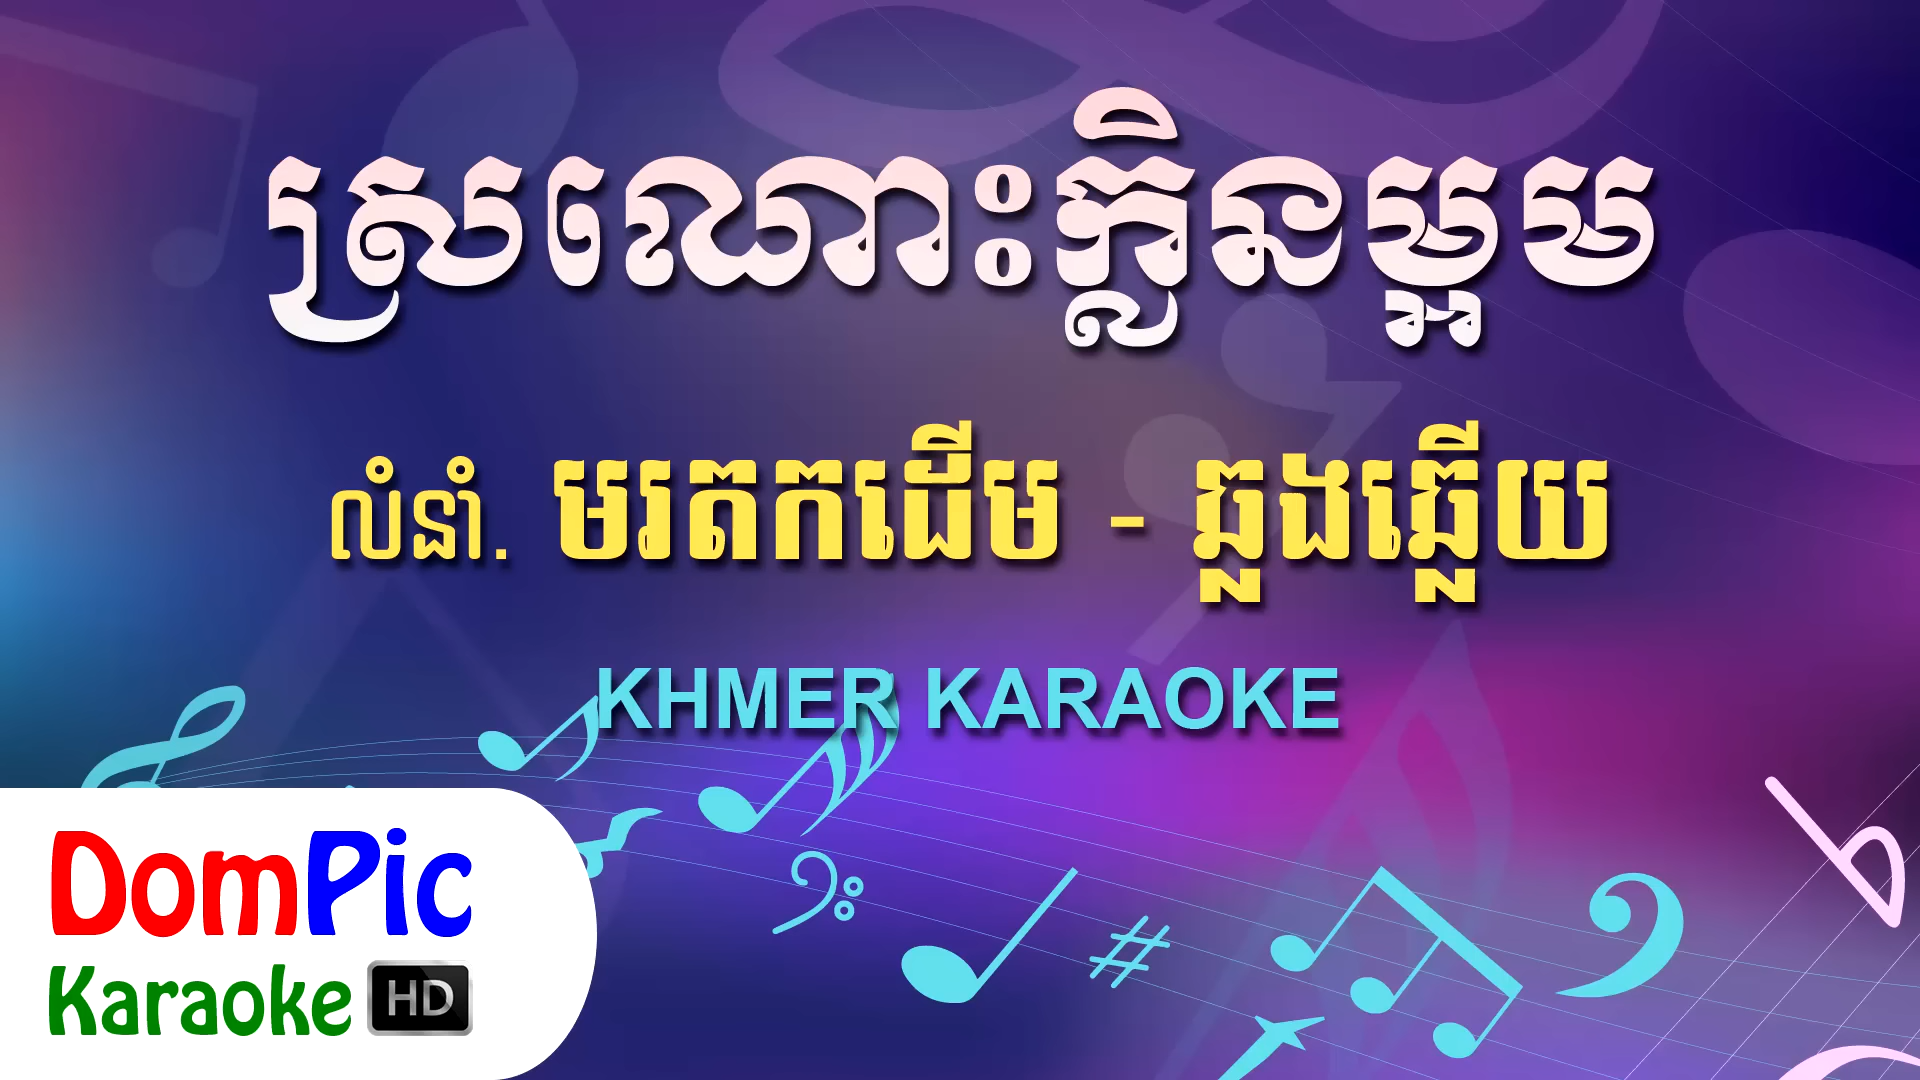 ស្រណោះក្លិនម្អម
លំនាំ. មរតកដើម - ឆ្លងឆ្លើយ
KHMER KARAOKE
DomPic
Karaoke HD